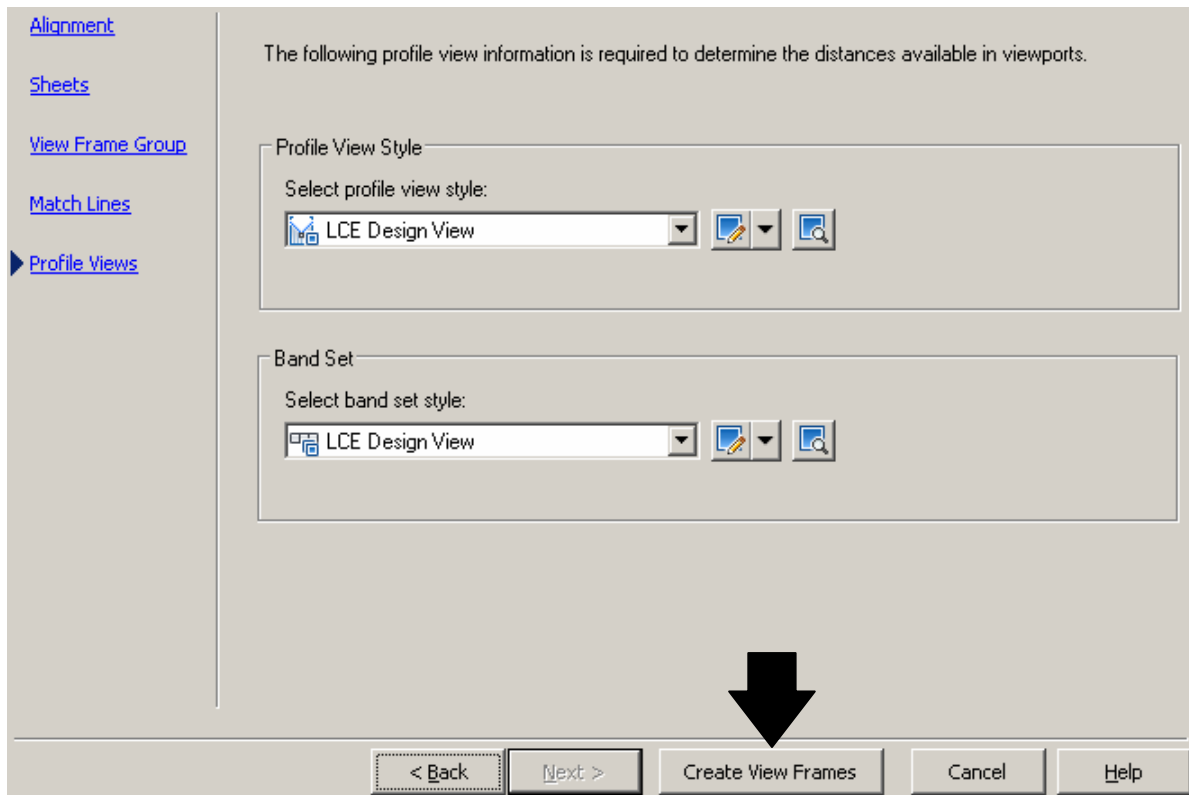 Alignment
Sheets
View Frame Group
Match Lines
Profile Views
The following profile view information is required to determine the distances available in viewports.
Profile View Style
Select profile view style:
LCE Design View
Band Set
Select band set style:
LCE Design View
< Back
Next >
Create View Frames
Cancel
Help